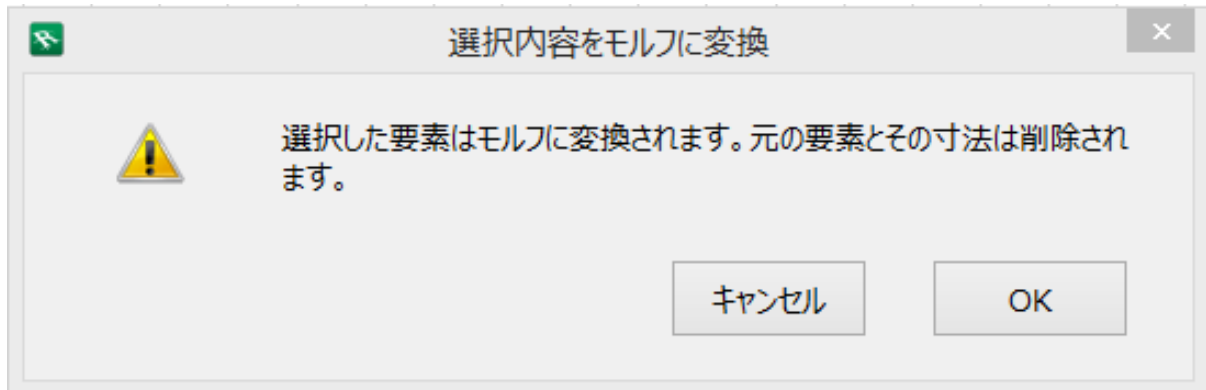 選択内容をモルフに変換
選択した要素はモルフに変換されます。元の要素とその寸法は削除され
ます。
キャンセル
OK